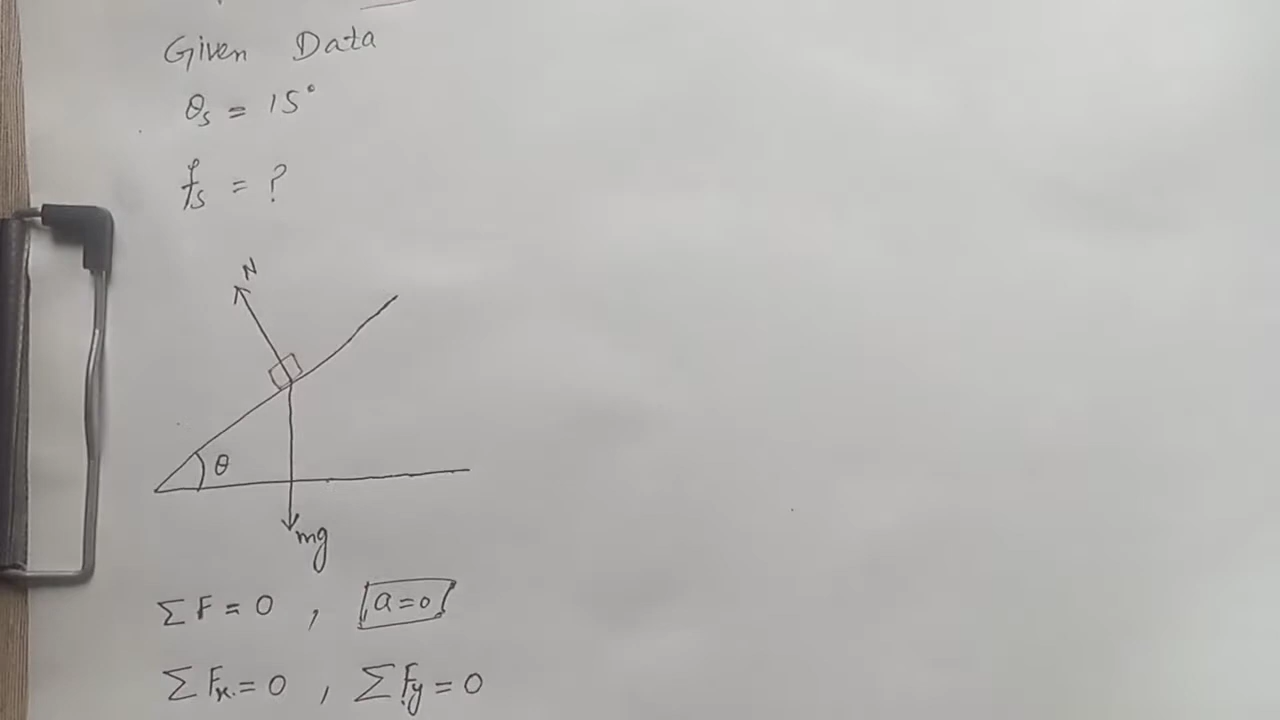 Given Data
θs = 15°
fs = ?
N
θ
mg
ΣF = 0 , a = 0
ΣFx = 0 , ΣFy = 0